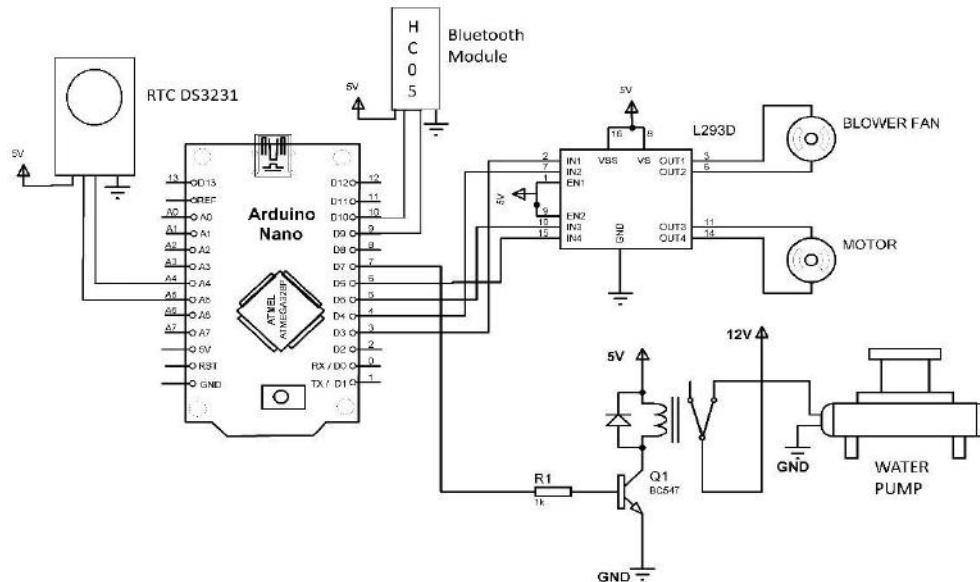 H
C
0
5
Bluetooth
Module
5V
RTC DS3231
5V
5V
L293D
BLOWER FAN
16 8
VSS VS
2 IN1 OUT1 3
7 IN2 OUT2 6
1 EN1
5V
9 EN2
10 IN3 OUT3 11
15 IN4 OUT4 14
GND
MOTOR
Arduino
Nano
ATMEL
ATMEGA328P
13 D13 D12 12
REF D11 11
A0 A0 D10 10
A1 A1 D9 9
A2 A2 D8 8
A3 A3 D7 7
A4 A4 D5 6
A5 A5 D6 5
A6 A6 D4 4
A7 A7 D3 3
5V D2 2
RST RX / D0 0
GND TX / D1 1
5V
12V
R1
1k
Q1
BC547
GND
GND
WATER
PUMP